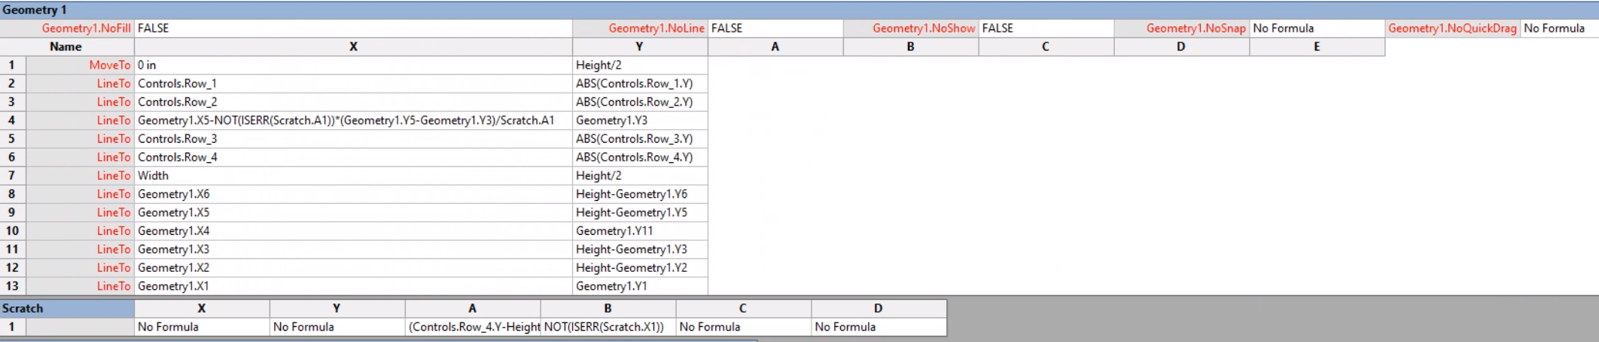 Geometry 1
Geometry1.NoFill FALSE Geometry1.NoLine FALSE Geometry1.NoShow FALSE Geometry1.NoSnap No Formula Geometry1.NoQuickDrag No Formula
Name X Y A B C D E
1 MoveTo 0 in Height/2
2 LineTo Controls.Row_1 ABS(Controls.Row_1.Y)
3 LineTo Controls.Row_2 ABS(Controls.Row_2.Y)
4 LineTo Geometry1.X5-NOT(ISERR(Scratch.A1))*(Geometry1.Y5-Geometry1.Y3)/Scratch.A1 Geometry1.Y3
5 LineTo Controls.Row_3 ABS(Controls.Row_3.Y)
6 LineTo Controls.Row_4 ABS(Controls.Row_4.Y)
7 LineTo Width Height/2
8 LineTo Geometry1.X6 Height-Geometry1.Y6
9 LineTo Geometry1.X5 Height-Geometry1.Y5
10 LineTo Geometry1.X4 Geometry1.Y11
11 LineTo Geometry1.X3 Height-Geometry1.Y3
12 LineTo Geometry1.X2 Height-Geometry1.Y2
13 LineTo Geometry1.X1 Geometry1.Y1
Scratch X Y A B C D
1 No Formula No Formula (Controls.Row_4.Y-Height NOT(ISERR(Scratch.X1)) No Formula No Formula